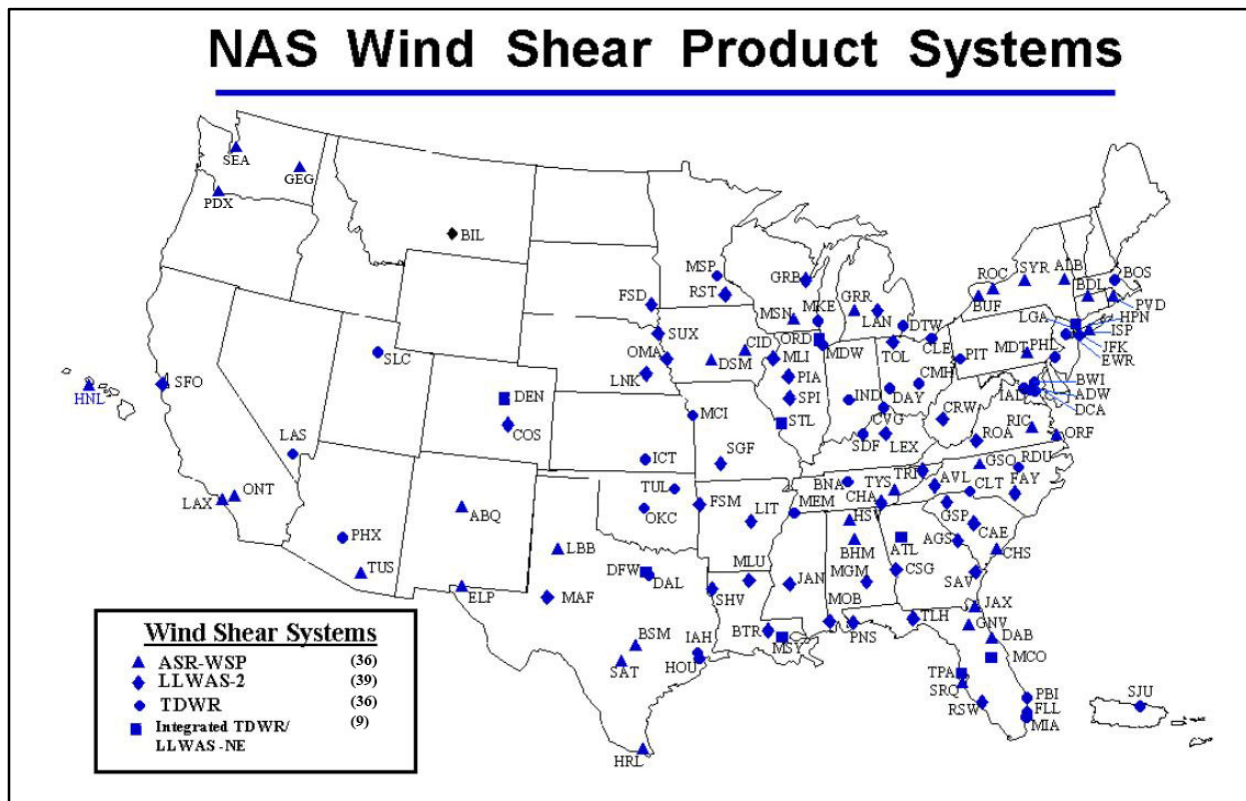 NAS Wind Shear Product Systems
SEA
GEG
PDX
BIL
MSP
GRB
RST
FSD
SUX
MSN
MKE
GRR
LAN
DTW
ROC
SYR
ALB
BOS
BUF
BDL
PVD
LGA
HPN
ISP
JFK
EWR
SLC
OMA
CID
DSM
ORD
MDW
MLI
TOL
CLE
PIT
MDT
PHL
SFO
HNL
DEN
COS
LNK
PIA
SPI
IND
DAY
CMH
IAD
BWI
ADW
DCA
LAS
MCI
STL
CVG
CRW
RIC
ICT
SGF
SDF
LEX
ROA
ORF
LAX
ONT
ABQ
TUL
OKC
FSM
LIT
BNA
MEM
TYS
TRI
CHA
AVL
GSO
RDU
CLT
FAY
PHX
TUS
LBB
HSV
BHM
ATL
GSP
CAE
AGS
CHS
ELP
MAF
DFW
DAL
MLU
SHV
JAN
MGM
CSG
SAV
MOB
BTR
MSY
PNS
TLH
JAX
GNV
DAB
MCO
BSM
SAT
IAH
HOU
TPA
SRQ
RSW
PBI
FLL
MIA
SJU
HRL
Wind Shear Systems
ASR-WSP (36)
LLWAS-2 (39)
TDWR (36)
Integrated TDWR/ (9)
LLWAS-NE